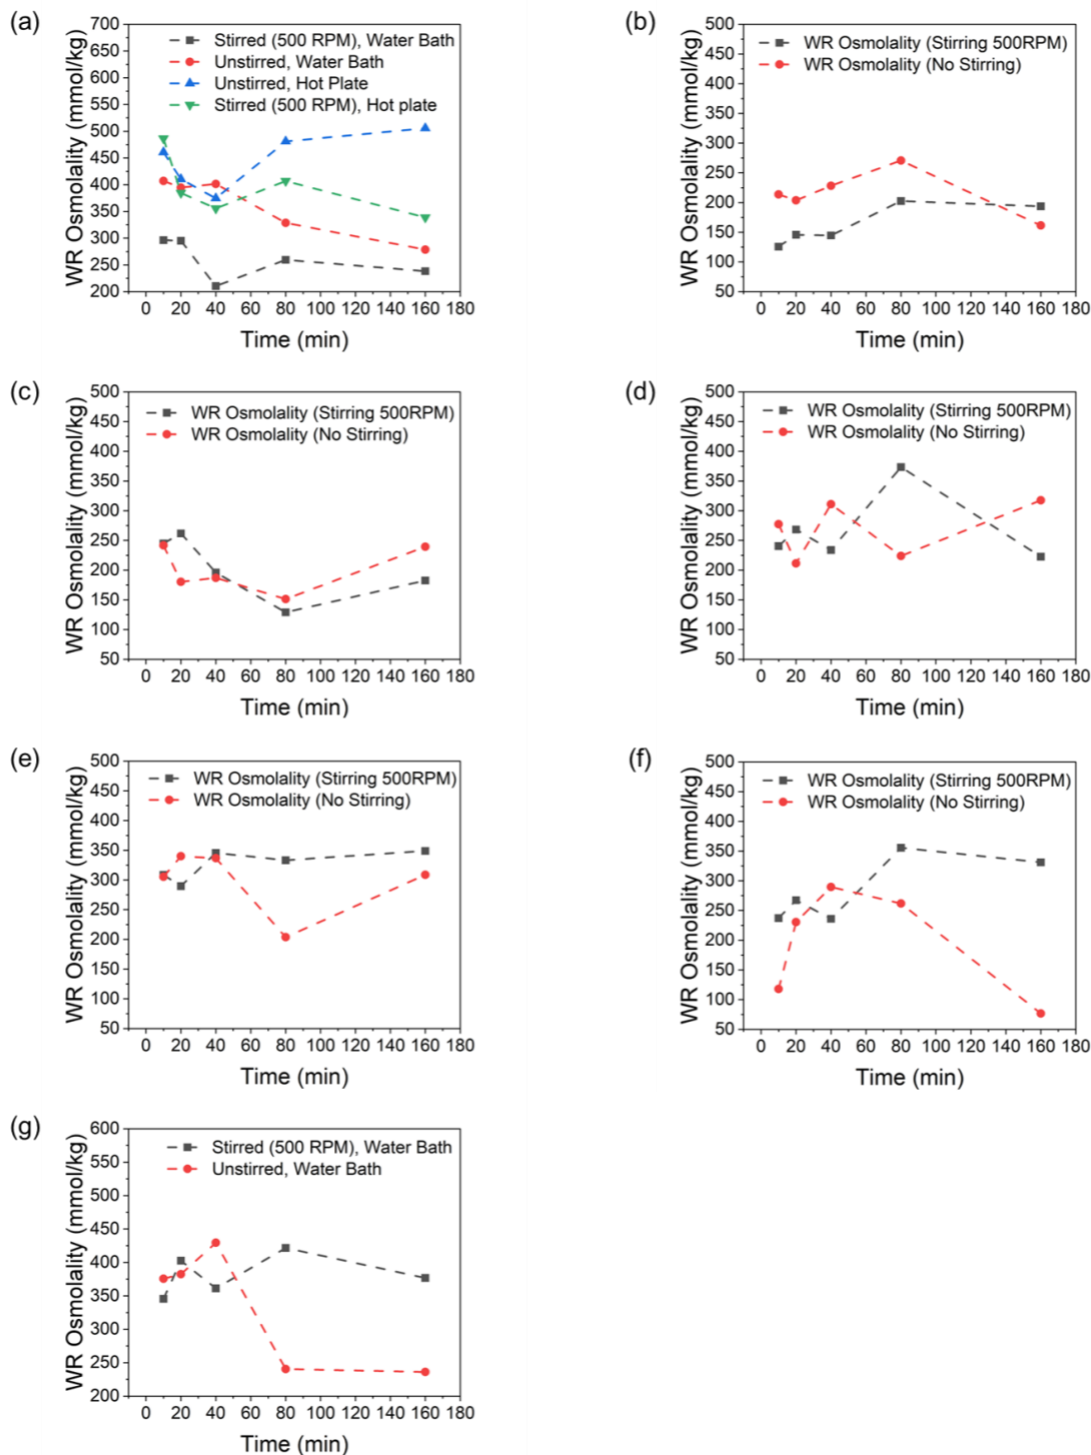 (a)
WR Osmolality (mmol/kg)
700
650
600
550
500
450
400
350
300
250
200
Stirred (500 RPM), Water Bath
Unstirred, Water Bath
Unstirred, Hot Plate
Stirred (500 RPM), Hot plate
0 20 40 60 80 100 120 140 160 180
Time (min)
(b)
WR Osmolality (mmol/kg)
500
450
400
350
300
250
200
150
100
50
WR Osmolality (Stirring 500RPM)
WR Osmolality (No Stirring)
0 20 40 60 80 100 120 140 160 180
Time (min)
(c)
WR Osmolality (mmol/kg)
500
450
400
350
300
250
200
150
100
50
WR Osmolality (Stirring 500RPM)
WR Osmolality (No Stirring)
0 20 40 60 80 100 120 140 160 180
Time (min)
(d)
WR Osmolality (mmol/kg)
500
450
400
350
300
250
200
150
100
50
WR Osmolality (Stirring 500RPM)
WR Osmolality (No Stirring)
0 20 40 60 80 100 120 140 160 180
Time (min)
(e)
WR Osmolality (mmol/kg)
500
450
400
350
300
250
200
150
100
50
WR Osmolality (Stirring 500RPM)
WR Osmolality (No Stirring)
0 20 40 60 80 100 120 140 160 180
Time (min)
(f)
WR Osmolality (mmol/kg)
500
450
400
350
300
250
200
150
100
50
WR Osmolality (Stirring 500RPM)
WR Osmolality (No Stirring)
0 20 40 60 80 100 120 140 160 180
Time (min)
(g)
WR Osmolality (mmol/kg)
600
550
500
450
400
350
300
250
200
Stirred (500 RPM), Water Bath
Unstirred, Water Bath
0 20 40 60 80 100 120 140 160 180
Time (min)